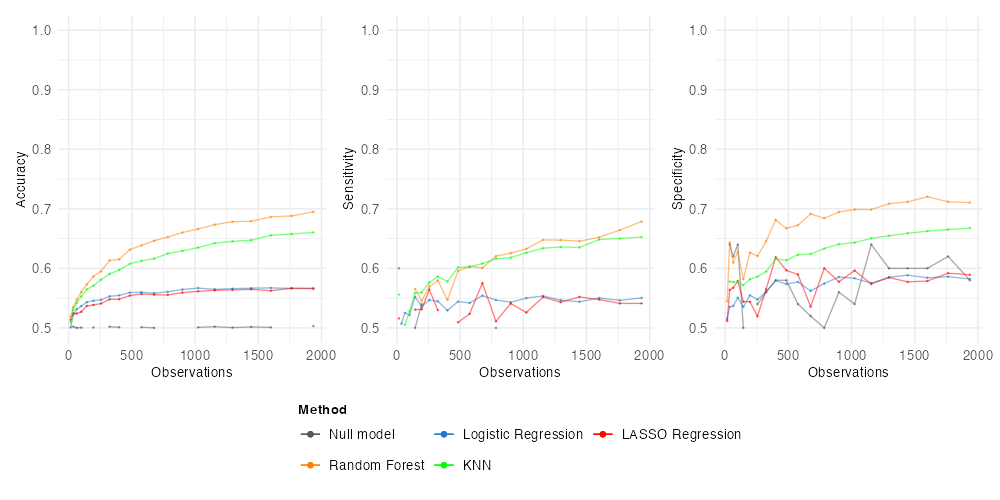 1.0
0.9
0.8
0.7
0.6
0.5
Accuracy
0 500 1000 1500 2000
Observations
1.0
0.9
0.8
0.7
0.6
0.5
Sensitivity
0 500 1000 1500 2000
Observations
1.0
0.9
0.8
0.7
0.6
0.5
Specificity
0 500 1000 1500 2000
Observations
Method
Null model Logistic Regression LASSO Regression
Random Forest KNN